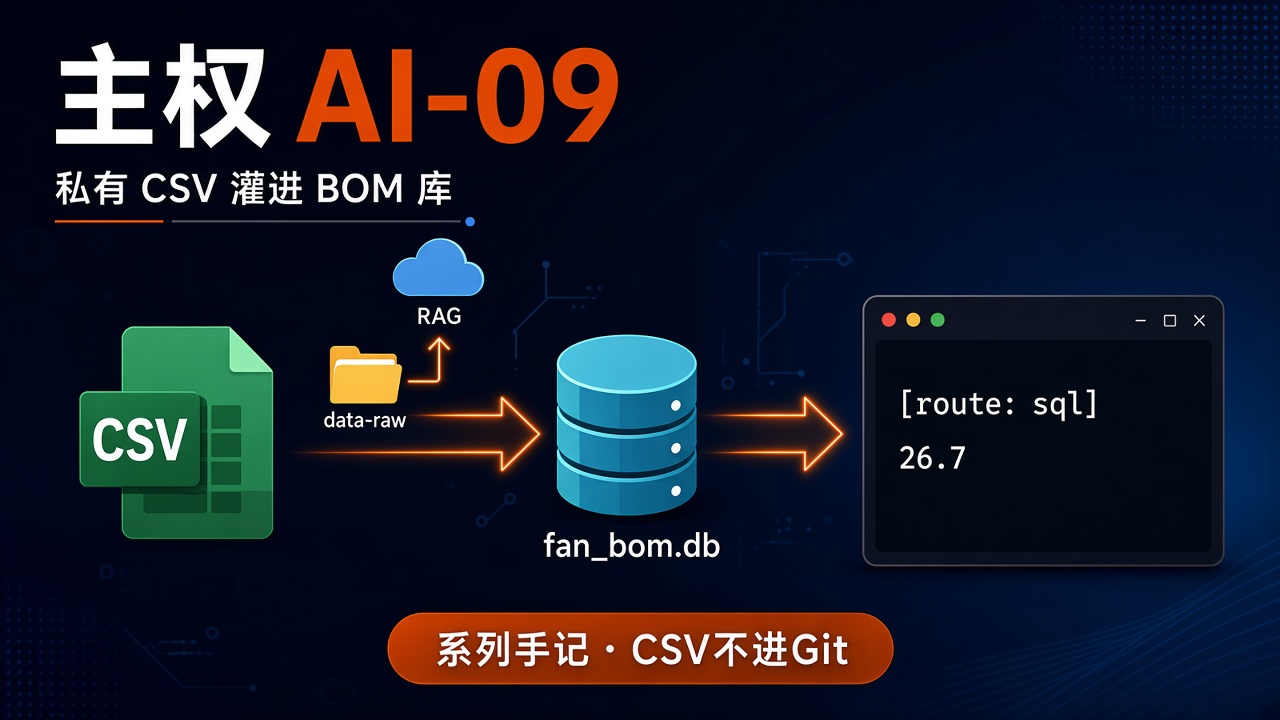 主权 AI-09
私有 CSV 灌进 BOM 库
RAG
CSV
data-raw
fan_bom.db
[route: sql]
26.7
系列手记·CSV不进Git